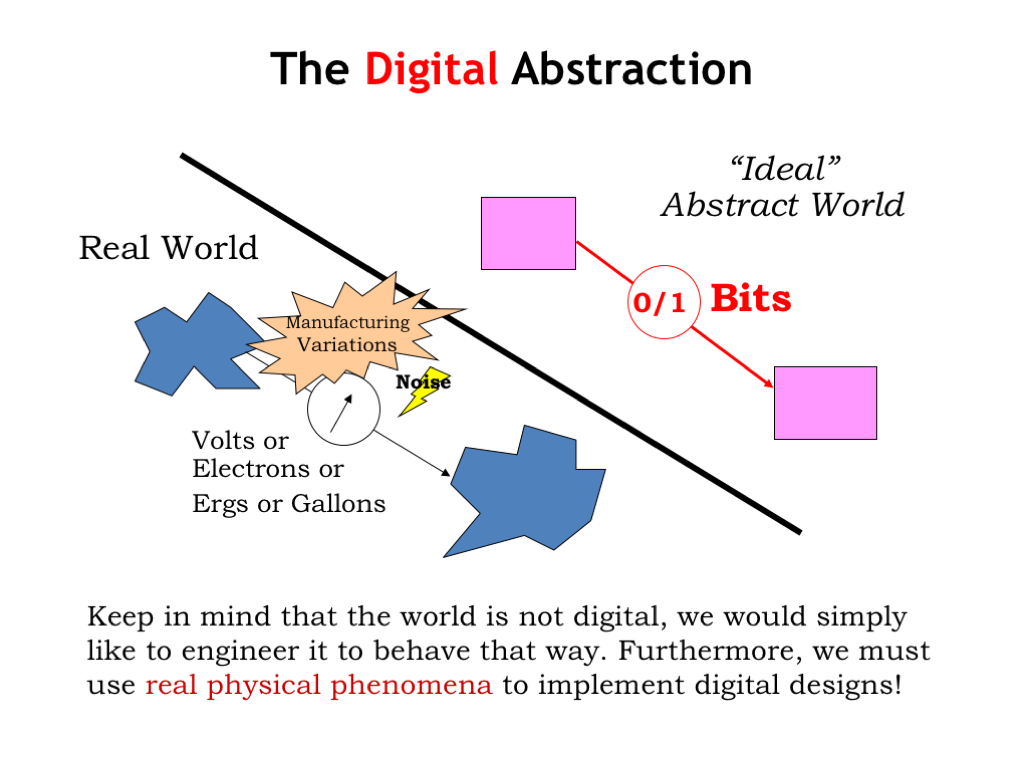 The Digital Abstraction
“Ideal”
Abstract World
Real World
0/1 Bits
Manufacturing
Variations
Noise
Volts or
Electrons or
Ergs or Gallons
Keep in mind that the world is not digital, we would simply
like to engineer it to behave that way. Furthermore, we must
use real physical phenomena to implement digital designs!